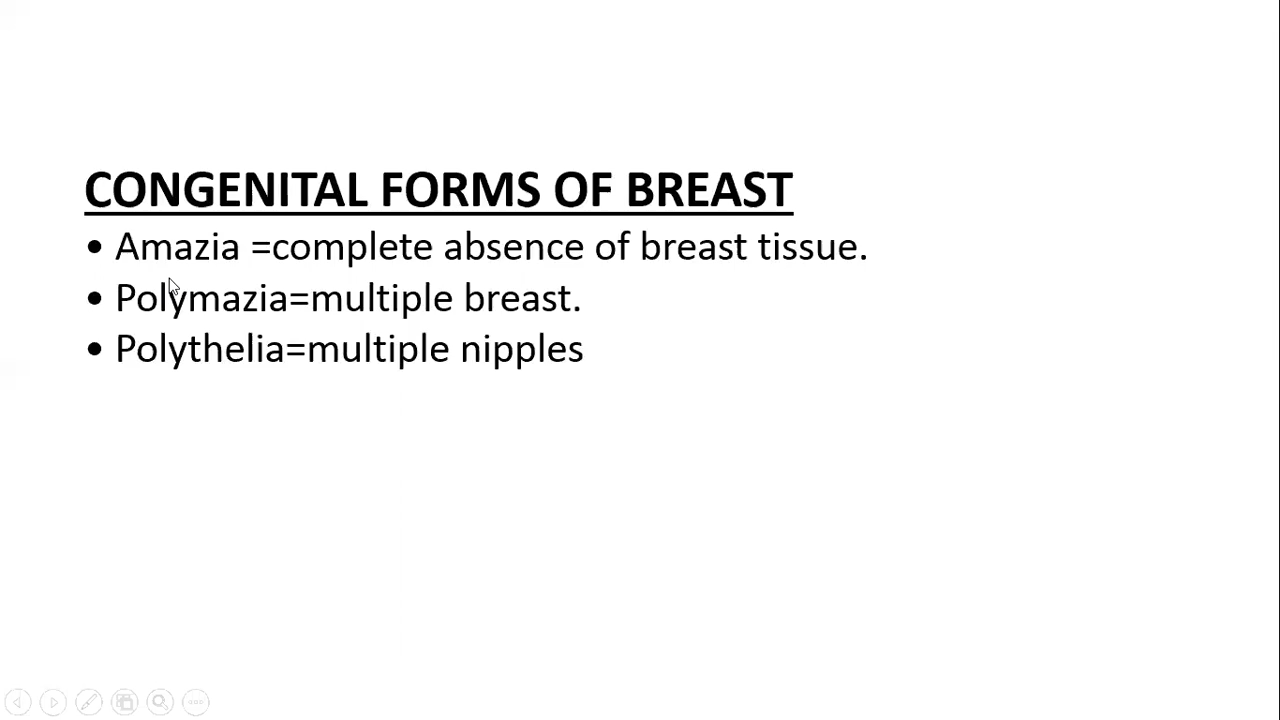 CONGENITAL FORMS OF BREAST
• Amazia =complete absence of breast tissue.
• Polymazia=multiple breast.
• Polythelia=multiple nipples